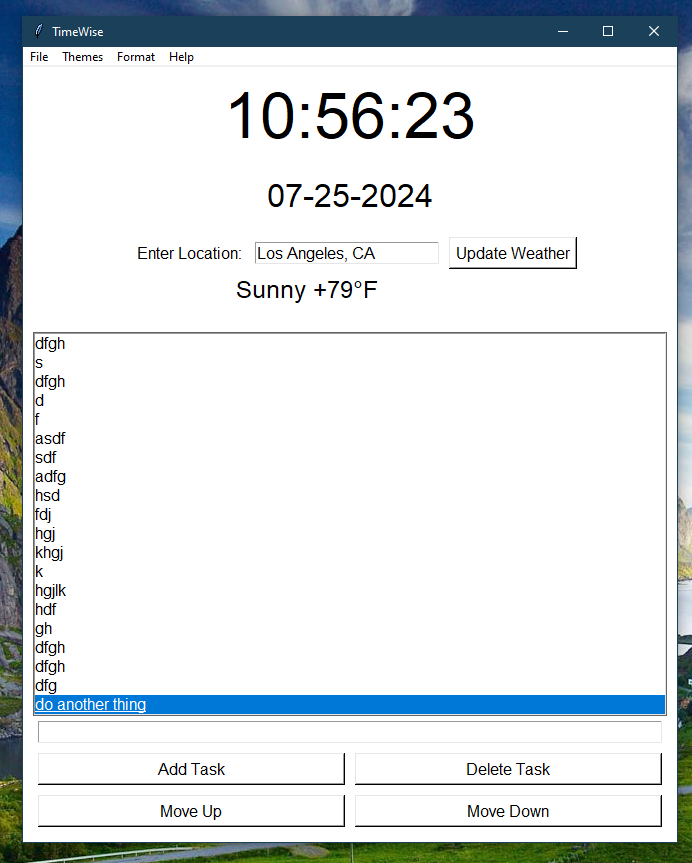 TimeWise
File Themes Format Help
10:56:23
07-25-2024
Enter Location: Los Angeles, CA Update Weather
Sunny +79°F
dfgh
s
dfgh
d
f
asdf
sdf
adfg
hsd
fdj
hgj
khgj
k
hgjlk
hdf
gh
dfgh
dfgh
dfg
do another thing
Add Task Delete Task
Move Up Move Down